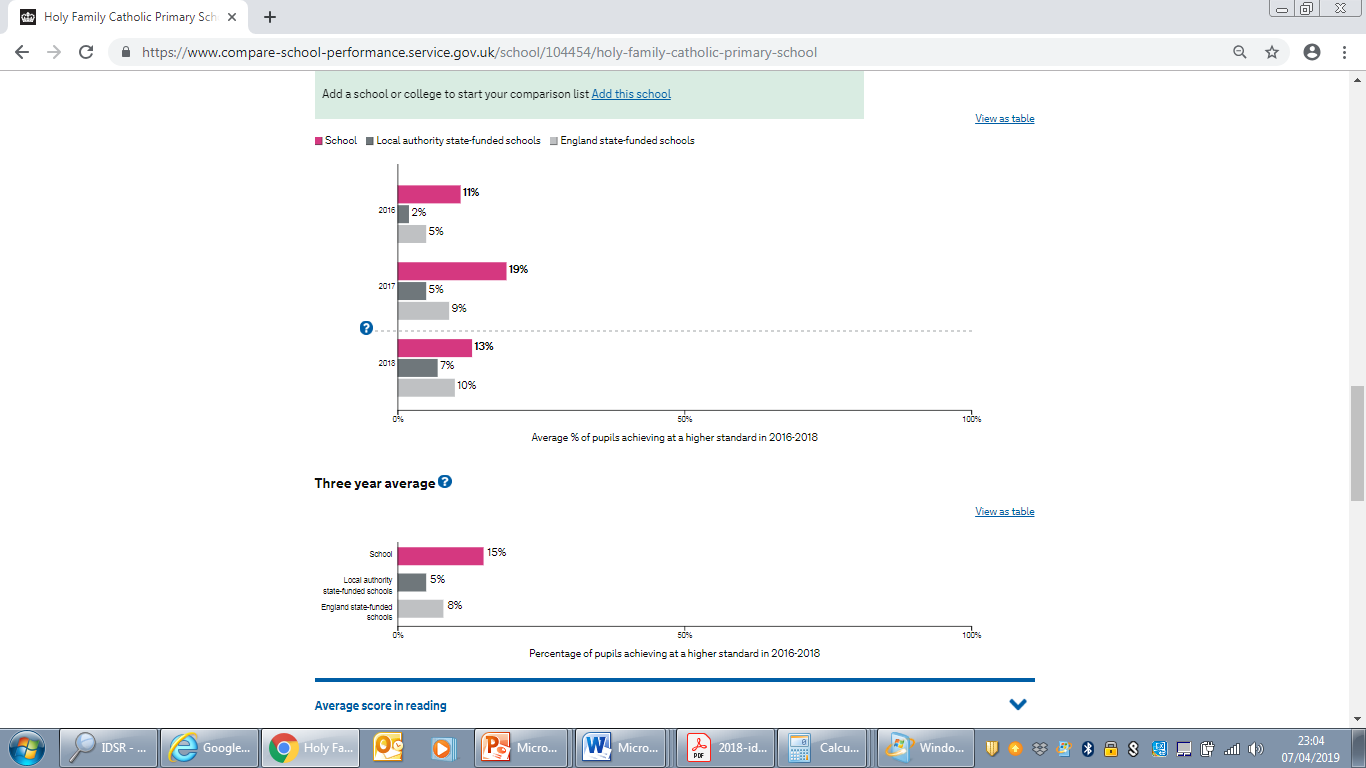 Holy Family Catholic Primary Sch
https://www.compare-school-performance.service.gov.uk/school/104454/holy-family-catholic-primary-school
Add a school or college to start your comparison list Add this school
View as table
School Local authority state-funded schools England state-funded schools
11%
2016
2%
5%
19%
2017
5%
9%
?
13%
2018
7%
10%
0% 50% 100%
Average % of pupils achieving at a higher standard in 2016-2018
Three year average ?
View as table
School 15%
Local authority
state-funded schools
5%
England state-funded
schools
8%
0% 50% 100%
Percentage of pupils achieving at a higher standard in 2016-2018
Average score in reading
IDSR - ... Google... Holy Fa... Micro... Micro... 2018-id... Calcu... Windo...
23:04
07/04/2019